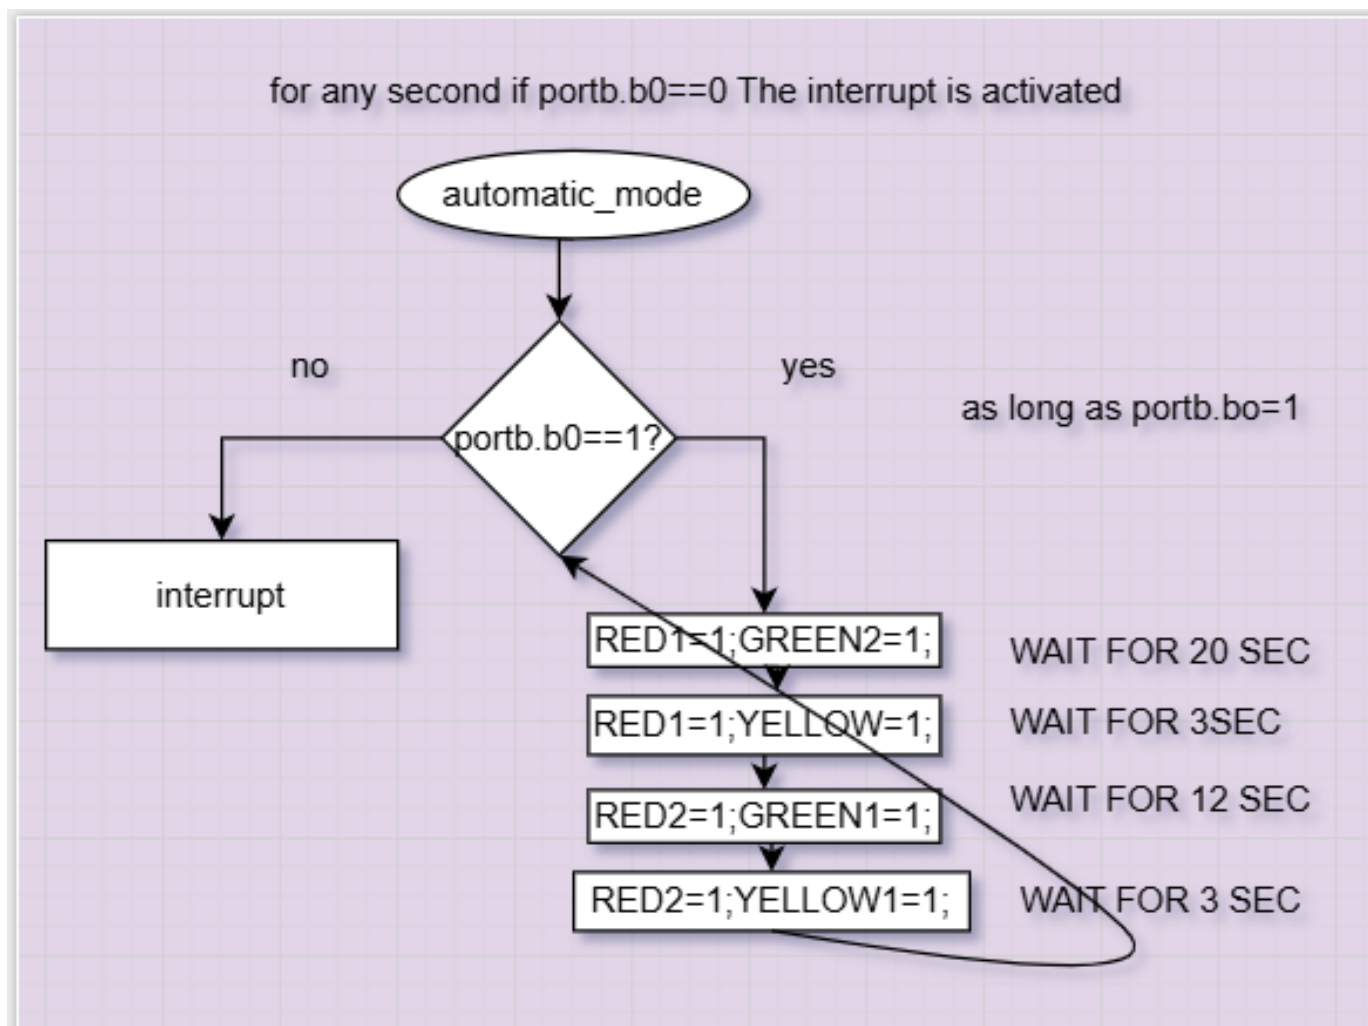 for any second if portb.b0==0 The interrupt is activated
automatic_mode
no
yes
as long as portb.bo=1
portb.b0==1?
interrupt
RED1=1;GREEN2=1;
WAIT FOR 20 SEC
RED1=1;YELLOW=1;
WAIT FOR 3SEC
RED2=1;GREEN1=1;
WAIT FOR 12 SEC
RED2=1;YELLOW1=1;
WAIT FOR 3 SEC